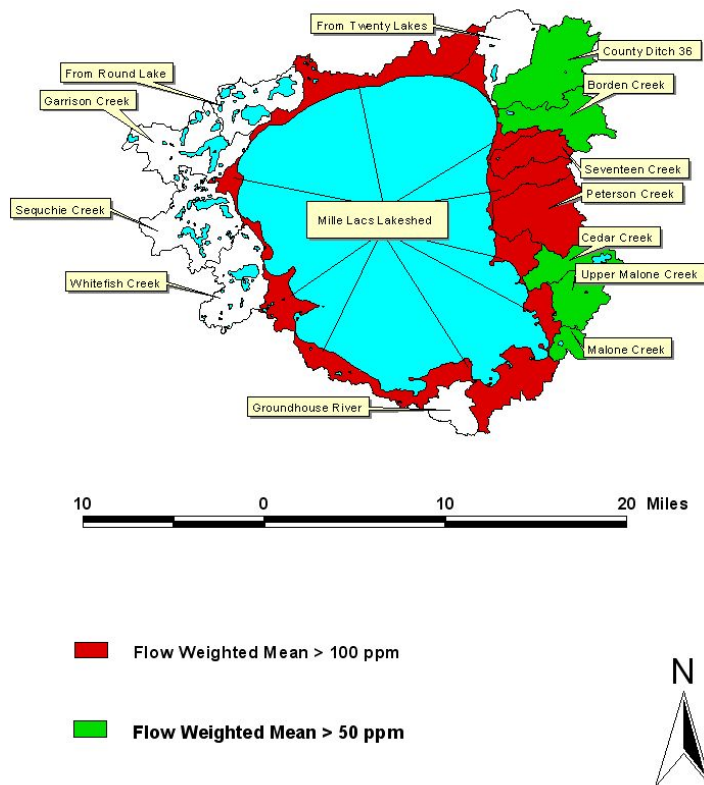 From Twenty Lakes
County Ditch 36
From Round Lake
Borden Creek
Garrison Creek
Seventeen Creek
Peterson Creek
Sequchie Creek
Mille Lacs Lakeshed
Cedar Creek
Whitefish Creek
Upper Malone Creek
Malone Creek
Groundhouse River
10 0 10 20 Miles
Flow Weighted Mean > 100 ppm
Flow Weighted Mean > 50 ppm
N